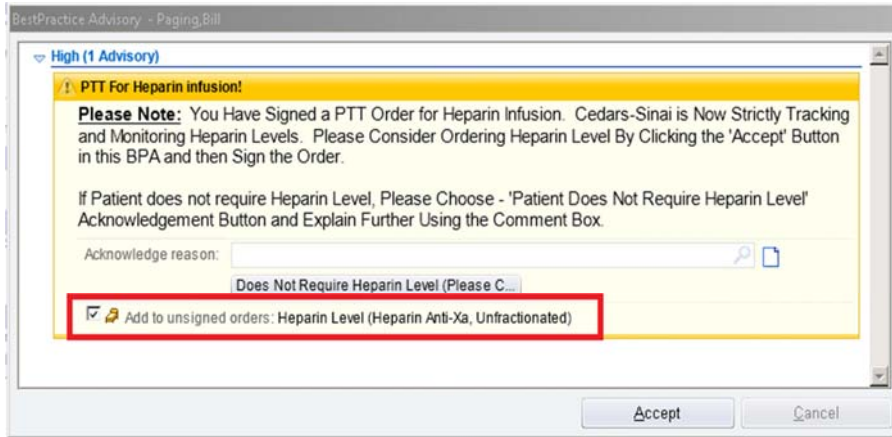 BestPractice Advisory - Paging,Bill
High (1 Advisory)
PTT For Heparin infusion!
Please Note: You Have Signed a PTT Order for Heparin Infusion. Cedars-Sinai is Now Strictly Tracking
and Monitoring Heparin Levels. Please Consider Ordering Heparin Level By Clicking the 'Accept' Button
in this BPA and then Sign the Order.
If Patient does not require Heparin Level, Please Choose - 'Patient Does Not Require Heparin Level'
Acknowledgement Button and Explain Further Using the Comment Box.
Acknowledge reason:
Does Not Require Heparin Level (Please C...
Add to unsigned orders: Heparin Level (Heparin Anti-Xa, Unfractionated)
Accept Cancel